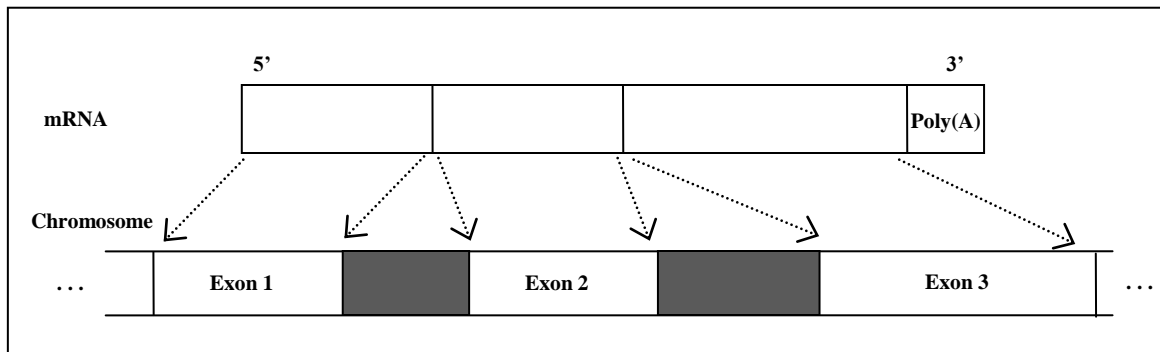 5’ 3’
mRNA Poly(A)
Chromosome
... Exon 1 Exon 2 Exon 3 ...